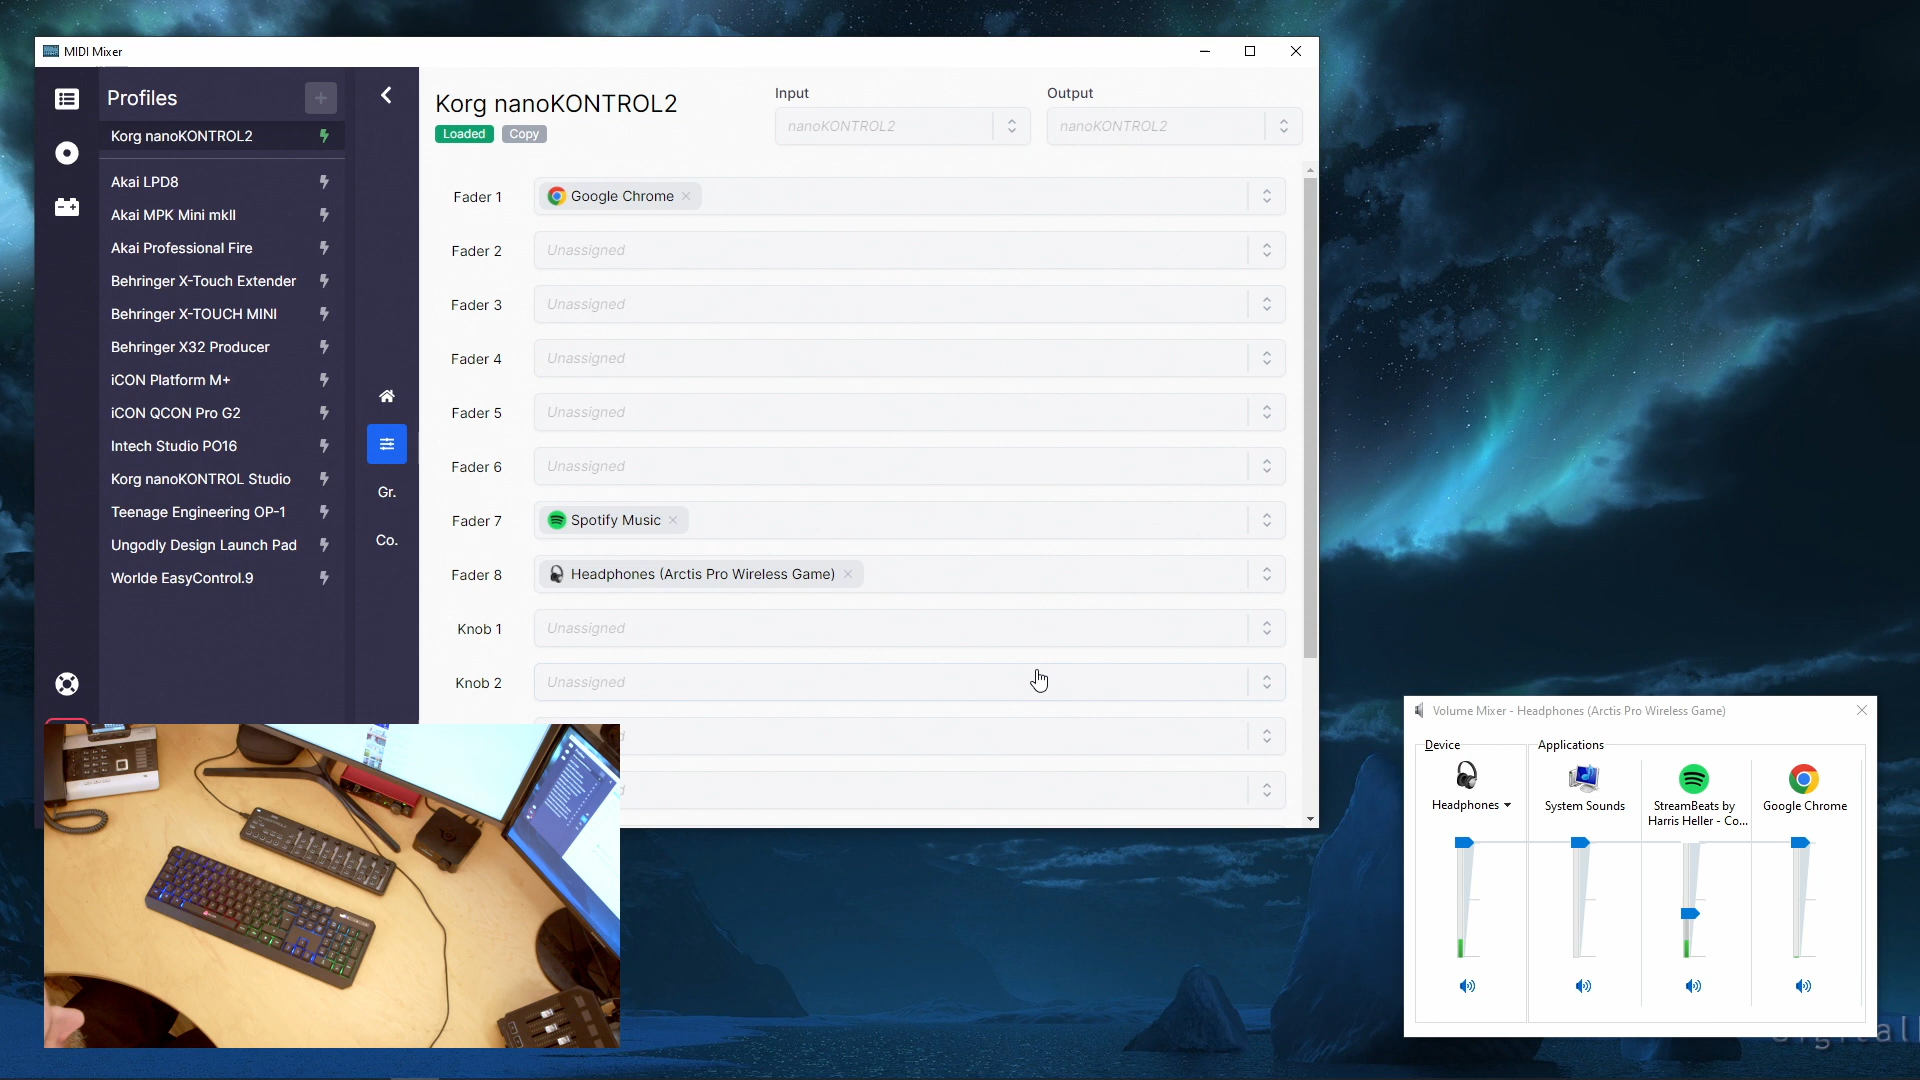 MIDI Mixer
Profiles
+
Korg nanoKONTROL2
Akai LPD8
Akai MPK Mini mkII
Akai Professional Fire
Behringer X-Touch Extender
Behringer X-TOUCH MINI
Behringer X32 Producer
iCON Platform M+
iCON QCON Pro G2
Intech Studio PO16
Korg nanoKONTROL Studio
Teenage Engineering OP-1
Ungodly Design Launch Pad
Worlde EasyControl.9
Gr.
Co.
Korg nanoKONTROL2
Loaded Copy
Input
nanoKONTROL2
Output
nanoKONTROL2
Fader 1 Google Chrome
Fader 2 Unassigned
Fader 3 Unassigned
Fader 4 Unassigned
Fader 5 Unassigned
Fader 6 Unassigned
Fader 7 Spotify Music
Fader 8 Headphones (Arctis Pro Wireless Game)
Knob 1 Unassigned
Knob 2 Unassigned
Volume Mixer - Headphones (Arctis Pro Wireless Game)
Device
Applications
Headphones
System Sounds
StreamBeats by
Harris Heller - Co...
Google Chrome